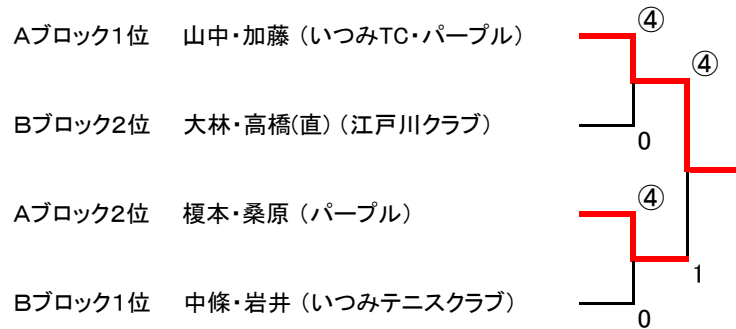 ④
Aブロック1位 山中・加藤 (いつみTC・パープル)
④
Bブロック2位 大林・高橋(直) (江戸川クラブ)
0
④
Aブロック2位 榎本・桑原 (パープル)
1
Bブロック1位 中條・岩井 (いつみテニスクラブ)
0